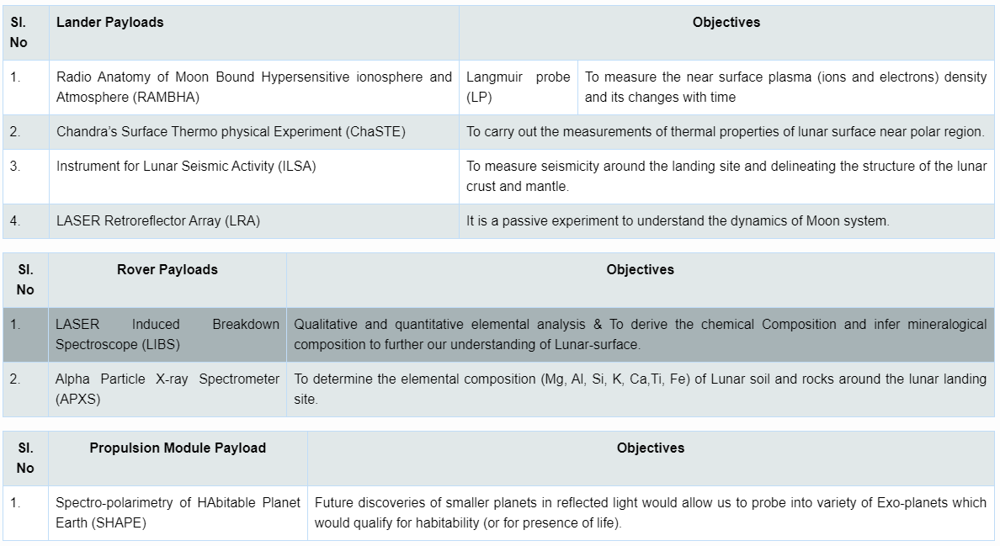 Sl. No
Lander Payloads
Objectives
1.
Radio Anatomy of Moon Bound Hypersensitive ionosphere and
Atmosphere (RAMBHA)
Langmuir probe
(LP)
To measure the near surface plasma (ions and electrons) density
and its changes with time
2.
Chandra’s Surface Thermo physical Experiment (ChaSTE)
To carry out the measurements of thermal properties of lunar surface near polar region.
3.
Instrument for Lunar Seismic Activity (ILSA)
To measure seismicity around the landing site and delineating the structure of the lunar
crust and mantle.
4.
LASER Retroreflector Array (LRA)
It is a passive experiment to understand the dynamics of Moon system.
Sl.
No
Rover Payloads
Objectives
1.
LASER Induced Breakdown
Spectroscope (LIBS)
Qualitative and quantitative elemental analysis & To derive the chemical Composition and infer mineralogical
composition to further our understanding of Lunar-surface.
2.
Alpha Particle X-ray Spectrometer
(APXS)
To determine the elemental composition (Mg, Al, Si, K, Ca,Ti, Fe) of Lunar soil and rocks around the lunar landing
site.
Sl.
No
Propulsion Module Payload
Objectives
1.
Spectro-polarimetry of HAbitable Planet
Earth (SHAPE)
Future discoveries of smaller planets in reflected light would allow us to probe into variety of Exo-planets which
would qualify for habitability (or for presence of life).